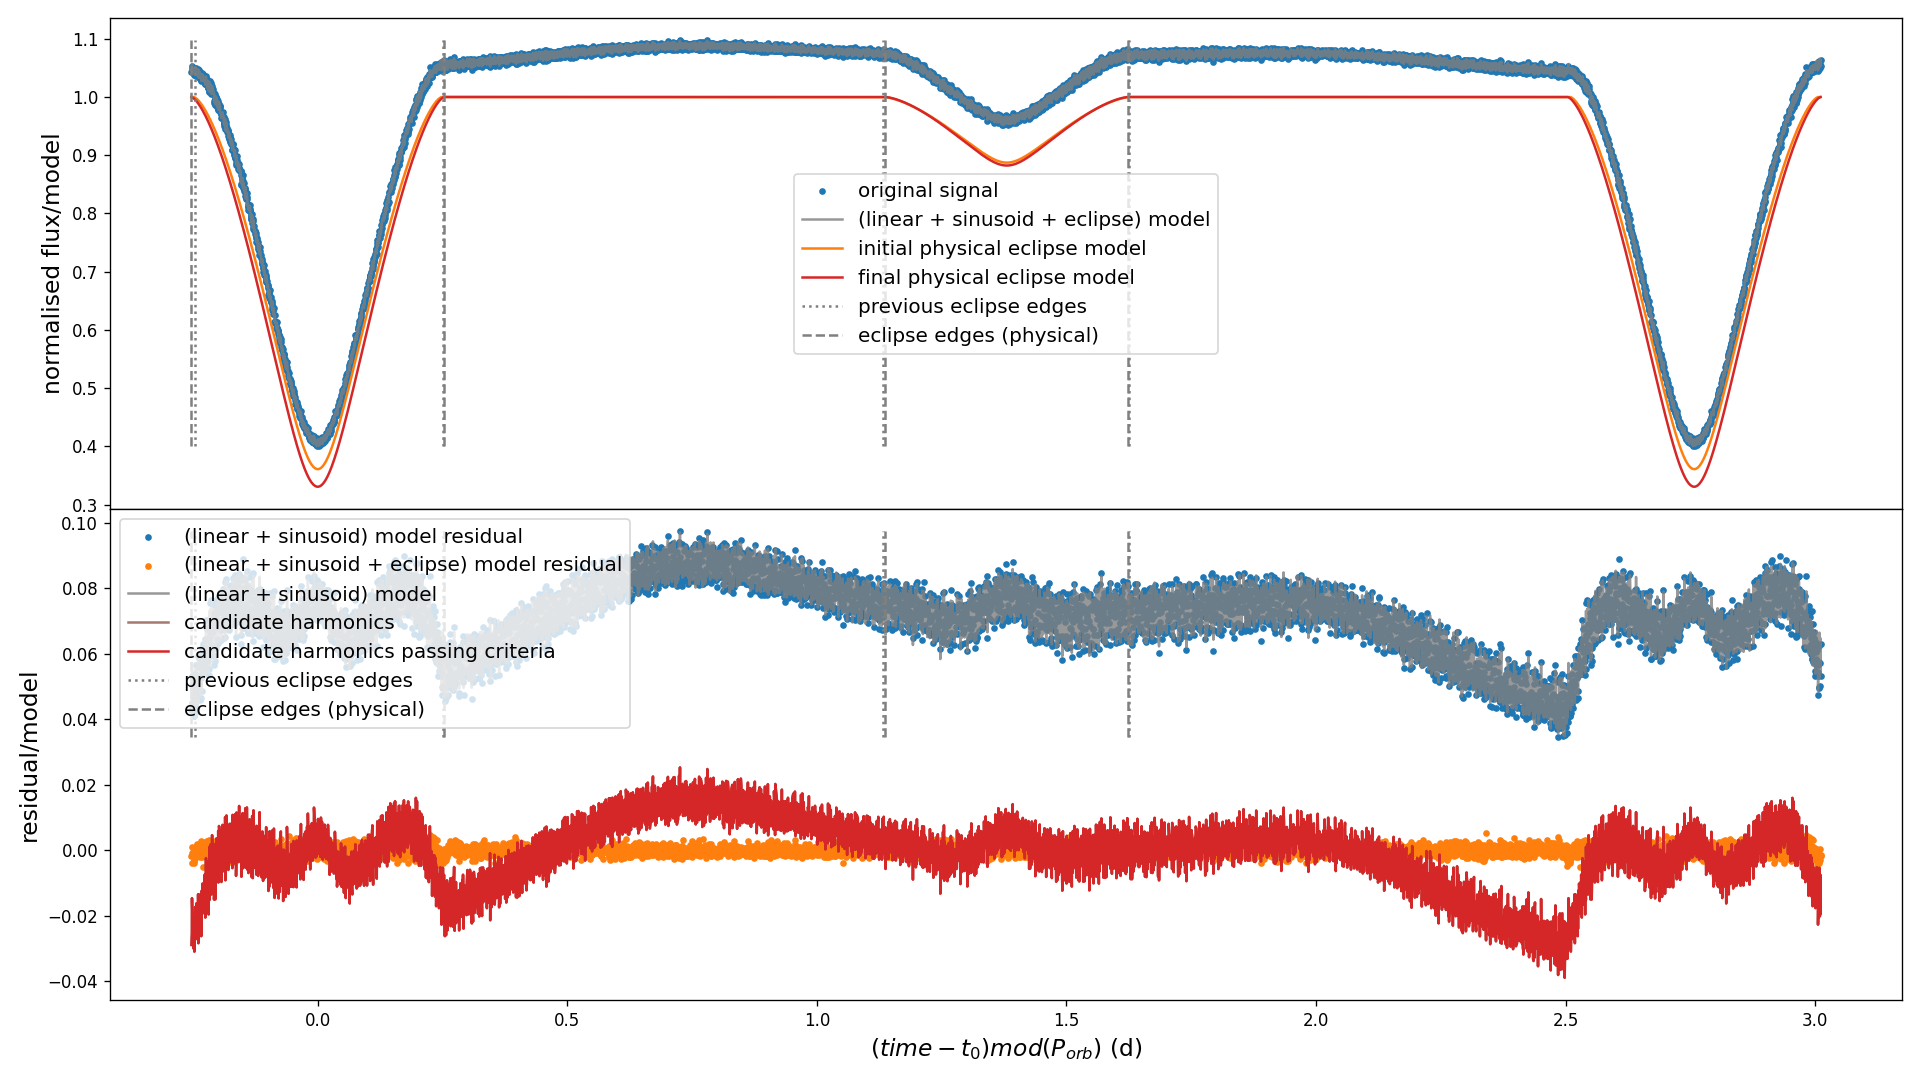 normalised flux/model
1.1
1.0
0.9
0.8
0.7
0.6
0.5
0.4
0.3
original signal
(linear + sinusoid + eclipse) model
initial physical eclipse model
final physical eclipse model
previous eclipse edges
eclipse edges (physical)
residual/model
0.10
0.08
0.06
0.04
0.02
0.00
−0.02
−0.04
(linear + sinusoid) model residual
(linear + sinusoid + eclipse) model residual
(linear + sinusoid) model
candidate harmonics
candidate harmonics passing criteria
previous eclipse edges
eclipse edges (physical)
0.0 0.5 1.0 1.5 2.0 2.5 3.0
(time − t₀)mod(Pₒᵣb) (d)